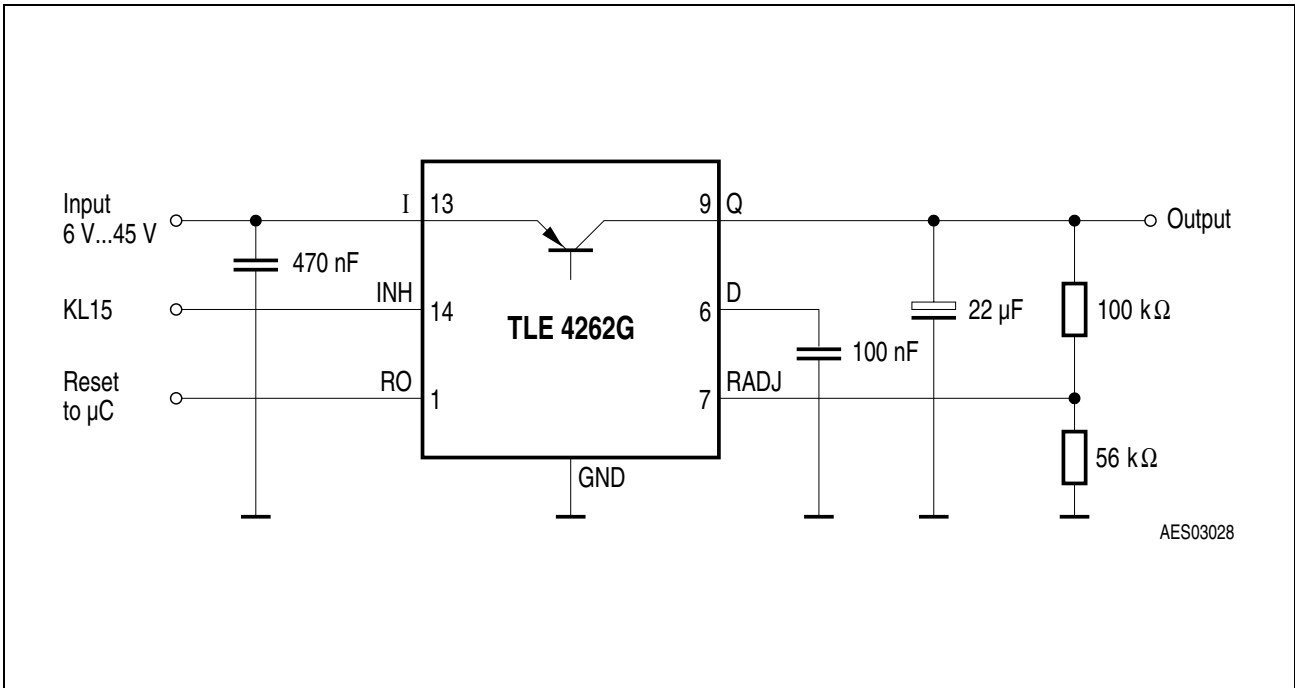 Input
6 V...45 V
I
13
9
Q
470 nF
KL15
INH
14
TLE 4262G
D
6
22 µF
100 kΩ
100 nF
Reset
to µC
RO
1
RADJ
7
56 kΩ
GND
Output
AES03028